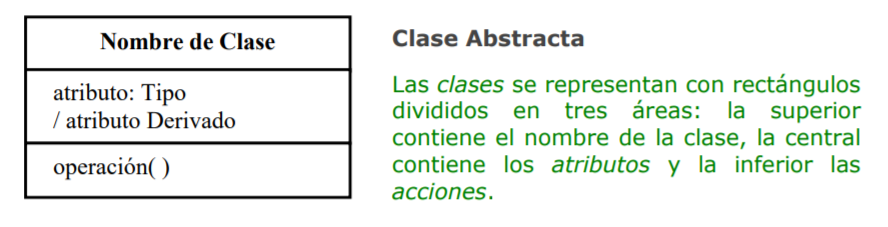 Nombre de Clase
atributo: Tipo
/ atributo Derivado
operación( )
Clase Abstracta
Las clases se representan con rectángulos
divididos en tres áreas: la superior
contiene el nombre de la clase, la central
contiene los atributos y la inferior las
acciones.